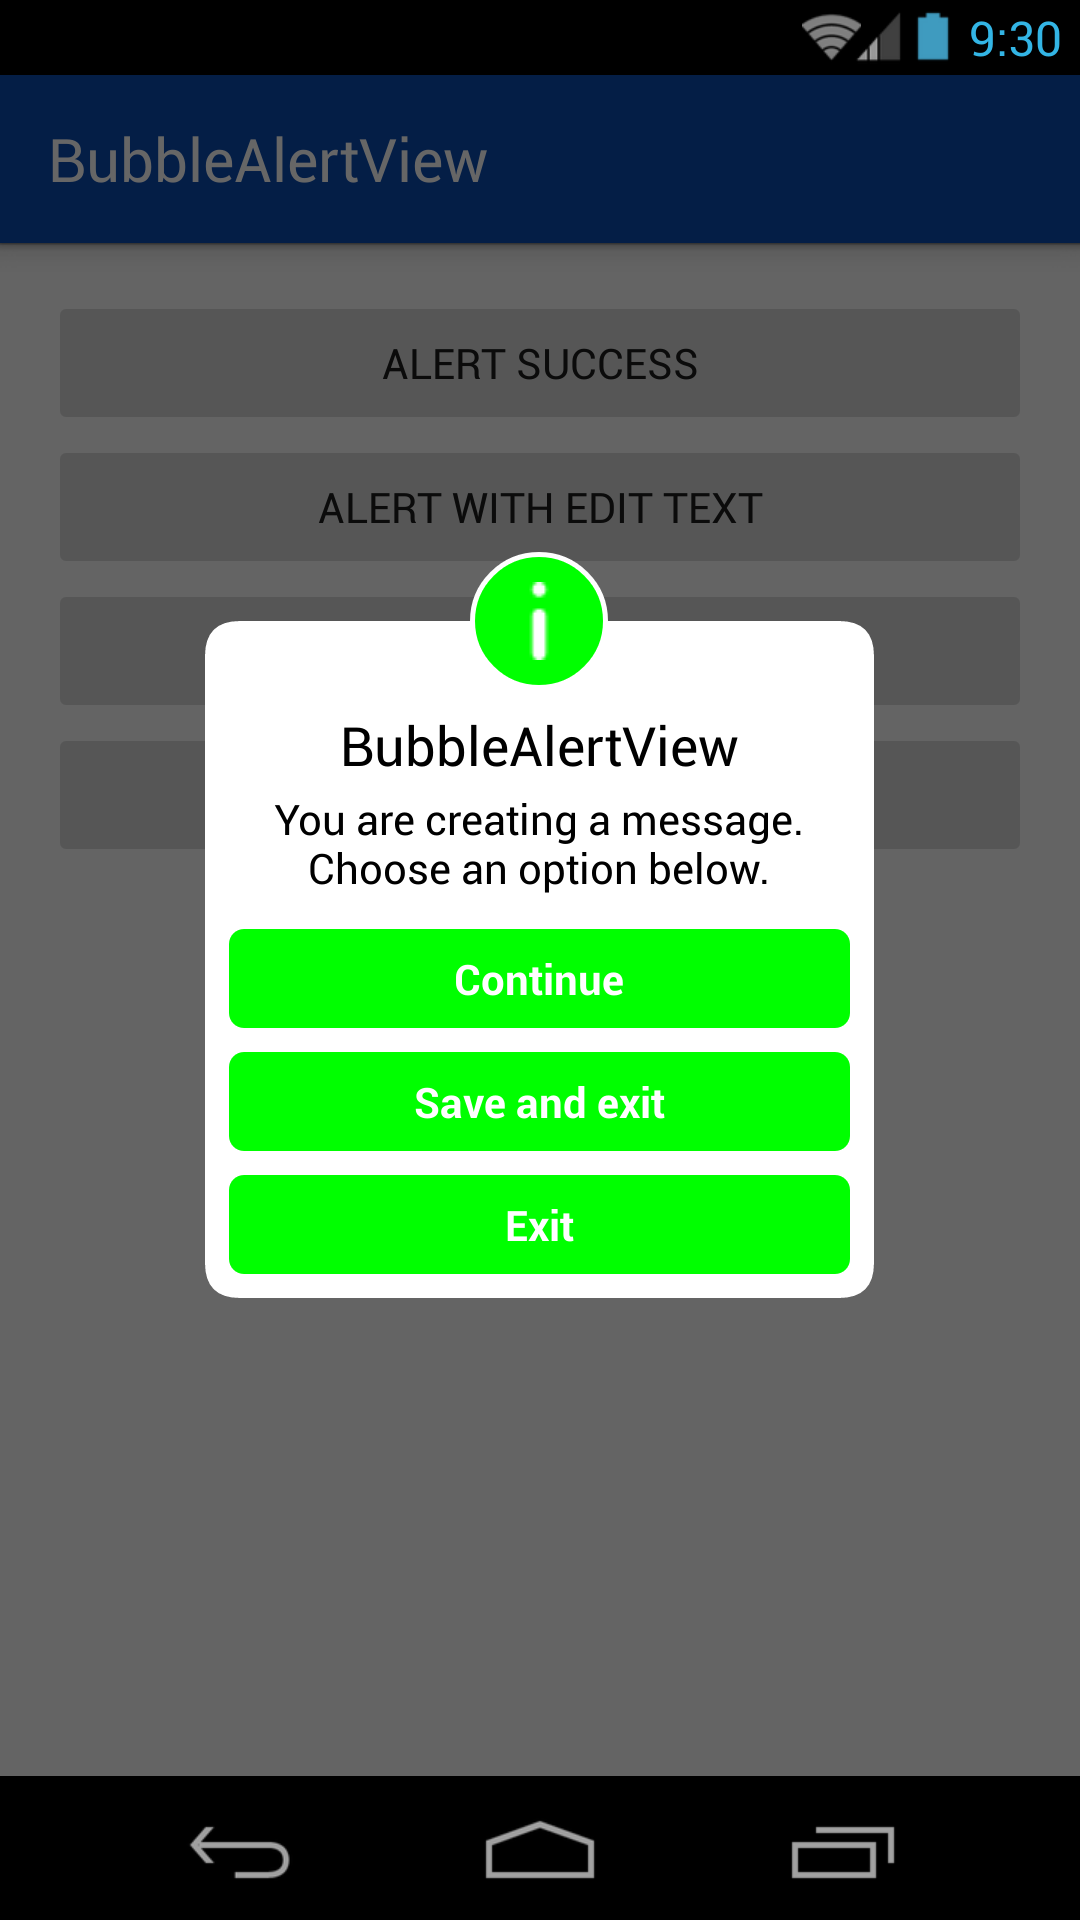 9:30
BubbleAlertView
ALERT SUCCESS
ALERT WITH EDIT TEXT
BubbleAlertView
You are creating a message.
Choose an option below.
Continue
Save and exit
Exit